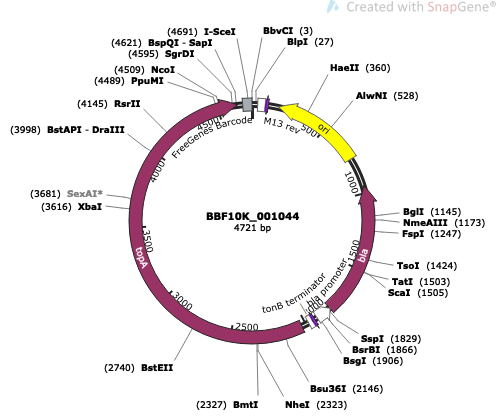 Created with SnapGene®
(4691) I-SceI
BbvCI (3)
(4621) BspQI - SapI
BlpI (27)
(4595) SgrDI
(4509) NcoI
HaeII (360)
(4489) PpuMI
AlwNI (528)
(4145) RsrII
(3998) BstAPI - DraIII
(3681) SexAI*
(3616) XbaI
FreeGenes Barcode
M13 rev
ori
4500
500
4000
1000
BBF10K_001044
4721 bp
BglI (1145)
NmeAIII (1173)
FspI (1247)
3500
1500
topA
bla
TsoI (1424)
TatI (1503)
ScaI (1505)
tonB terminator
bla promoter
3000
2500
SspI (1829)
BsrBI (1866)
BsgI (1906)
(2740) BstEII
Bsu36I (2146)
(2327) BmtI
NheI (2323)